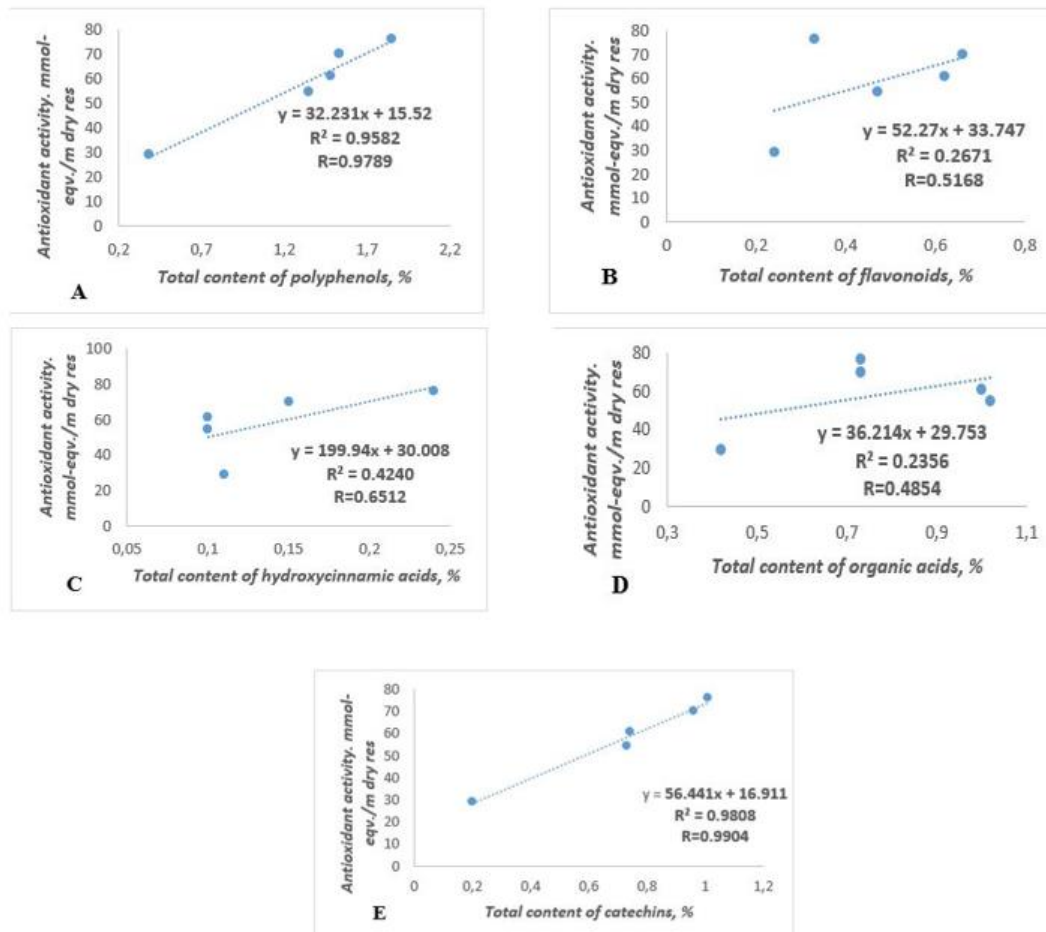 Antioxidant activity. mmol-
eqv./m dry res
80
70
60
50
40
30
20
10
0
y = 32.231x + 15.52
R² = 0.9582
R=0.9789
0,2 0,7 1,2 1,7 2,2
Total content of polyphenols, %
A
Antioxidant activity.
mmol-eqv./m dry res
80
70
60
50
40
30
20
10
0
y = 52.27x + 33.747
R² = 0.2671
R=0.5168
0 0,2 0,4 0,6 0,8
Total content of flavonoids, %
B
Antioxidant activity.
mmol-eqv./m dry res
100
80
60
40
20
0
y = 199.94x + 30.008
R² = 0.4240
R=0.6512
0,05 0,1 0,15 0,2 0,25
Total content of hydroxycinnamic acids, %
C
Antioxidant activity.
mmol-eqv./m dry res
80
60
40
20
0
y = 36.214x + 29.753
R² = 0.2356
R=0.4854
0,3 0,5 0,7 0,9 1,1
Total content of organic acids, %
D
Antioxidant activity. mmol-
eqv./m dry res
80
70
60
50
40
30
20
10
0
y = 56.441x + 16.911
R² = 0.9808
R=0.9904
0 0,2 0,4 0,6 0,8 1 1,2
Total content of catechins, %
E